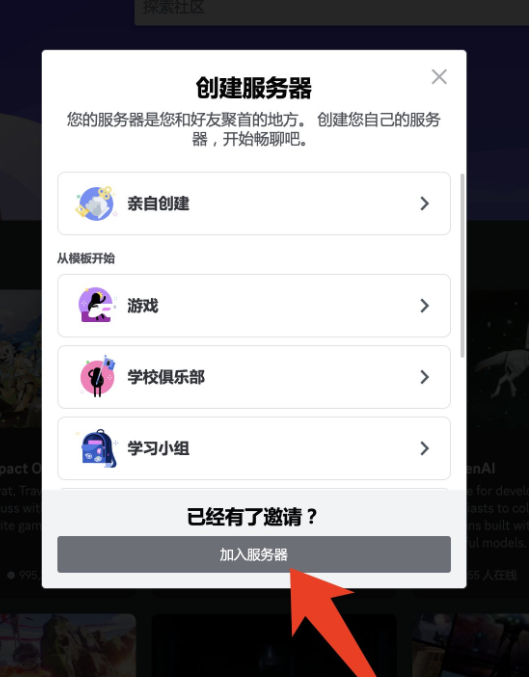 探索社区
创建服务器
您的服务器是您和好友聚首的地方。 创建您自己的服务
器，开始畅聊吧。
亲自创建
从模板开始
游戏
学校俱乐部
学习小组
pact O
enAI
at, Trav
e for devel
uss wit
iasts to col
ite gam
ns built wit
ul models.
已经有了邀请？
加入服务器
995,
55 人在线